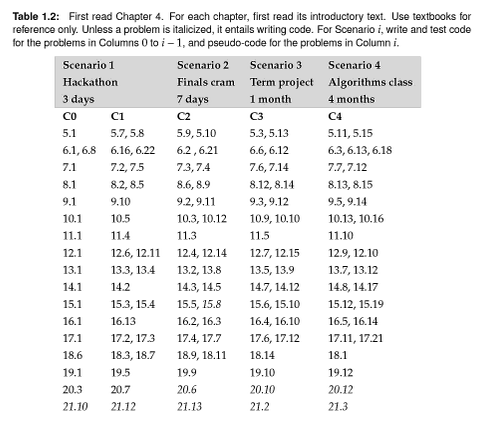 Table 1.2: First read Chapter 4. For each chapter, first read its introductory text. Use textbooks for
reference only. Unless a problem is italicized, it entails writing code. For Scenario i, write and test code
for the problems in Columns 0 to i − 1, and pseudo-code for the problems in Column i.
Scenario 1 Scenario 2 Scenario 3 Scenario 4
Hackathon Finals cram Term project Algorithms class
3 days 7 days 1 month 4 months
C0 C1 C2 C3 C4
5.1 5.7, 5.8 5.9, 5.10 5.3, 5.13 5.11, 5.15
6.1, 6.8 6.16, 6.22 6.2 , 6.21 6.6, 6.12 6.3, 6.13, 6.18
7.1 7.2, 7.5 7.3, 7.4 7.6, 7.14 7.7, 7.12
8.1 8.2, 8.5 8.6, 8.9 8.12, 8.14 8.13, 8.15
9.1 9.10 9.2, 9.11 9.3, 9.12 9.5, 9.14
10.1 10.5 10.3, 10.12 10.9, 10.10 10.13, 10.16
11.1 11.4 11.3 11.5 11.10
12.1 12.6, 12.11 12.4, 12.14 12.7, 12.15 12.9, 12.10
13.1 13.3, 13.4 13.2, 13.8 13.5, 13.9 13.7, 13.12
14.1 14.2 14.3, 14.5 14.7, 14.12 14.8, 14.17
15.1 15.3, 15.4 15.5, 15.8 15.6, 15.10 15.12, 15.19
16.1 16.13 16.2, 16.3 16.4, 16.10 16.5, 16.14
17.1 17.2, 17.3 17.4, 17.7 17.6, 17.12 17.11, 17.21
18.6 18.3, 18.7 18.9, 18.11 18.14 18.1
19.1 19.5 19.9 19.10 19.12
20.3 20.7 20.6 20.10 20.12
21.10 21.12 21.13 21.2 21.3